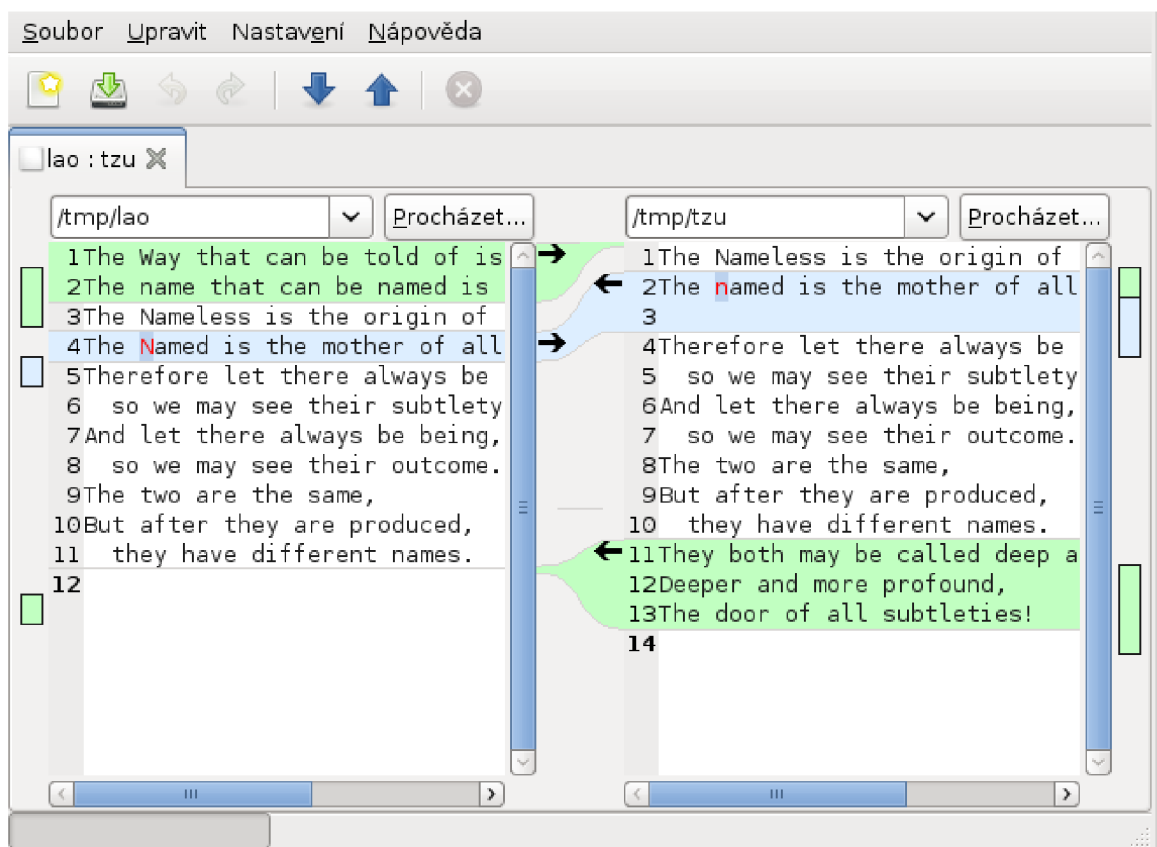 Soubor Upravit Nastavení Nápověda
lao : tzu
/tmp/lao Procházet...
1The Way that can be told of is
2The name that can be named is
3The Nameless is the origin of
4The Named is the mother of all
5Therefore let there always be
6  so we may see their subtlety
7And let there always be being,
8  so we may see their outcome.
9The two are the same,
10But after they are produced,
11  they have different names.
12
/tmp/tzu Procházet...
1The Nameless is the origin of
2The named is the mother of all
3
4Therefore let there always be
5  so we may see their subtlety
6And let there always be being,
7  so we may see their outcome.
8The two are the same,
9But after they are produced,
10  they have different names.
11They both may be called deep a
12Deeper and more profound,
13The door of all subtleties!
14